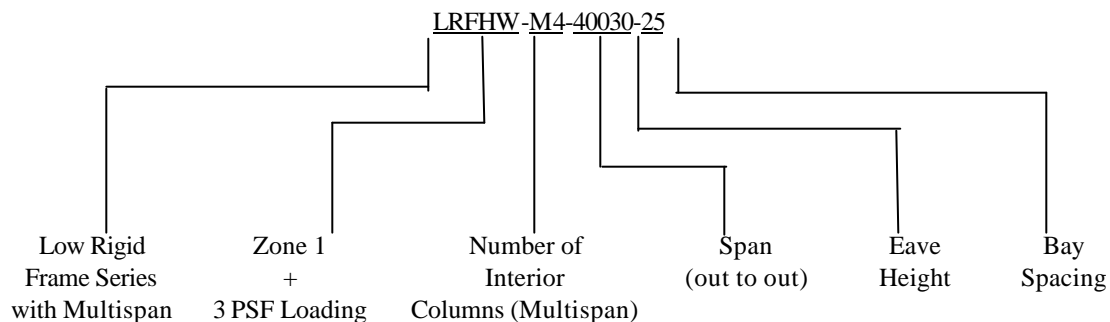 LRFHW-M4-40030-25
Low Rigid
Frame Series
with Multispan
Zone 1
+
3 PSF Loading
Number of
Interior
Columns (Multispan)
Span
(out to out)
Eave
Height
Bay
Spacing